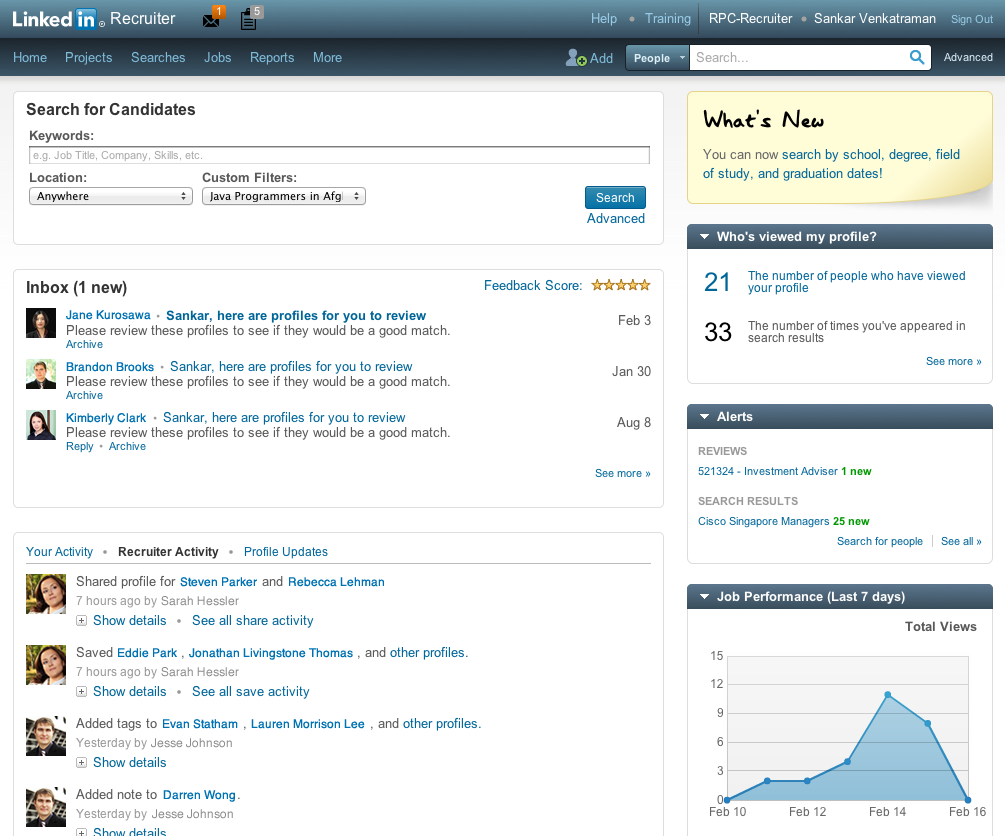 Linked in Recruiter 1 5 Help • Training RPC-Recruiter • Sankar Venkatraman Sign Out
Home Projects Searches Jobs Reports More Add People Search... Advanced
Search for Candidates
Keywords:
e.g. Job Title, Company, Skills, etc.
Location: Custom Filters:
Anywhere Java Programmers in Afg
Search
Advanced
Inbox (1 new) Feedback Score:
Jane Kurosawa • Sankar, here are profiles for you to review Feb 3
Please review these profiles to see if they would be a good match.
Archive
Brandon Brooks • Sankar, here are profiles for you to review Jan 30
Please review these profiles to see if they would be a good match.
Archive
Kimberly Clark • Sankar, here are profiles for you to review Aug 8
Please review these profiles to see if they would be a good match.
Reply • Archive
See more »
Your Activity • Recruiter Activity • Profile Updates
Shared profile for Steven Parker and Rebecca Lehman
7 hours ago by Sarah Hessler
Show details • See all share activity
Saved Eddie Park , Jonathan Livingstone Thomas , and other profiles.
7 hours ago by Sarah Hessler
Show details • See all save activity
Added tags to Evan Statham , Lauren Morrison Lee , and other profiles.
Yesterday by Jesse Johnson
Show details
Added note to Darren Wong.
Yesterday by Jesse Johnson
Show details
What's New
You can now search by school, degree, field
of study, and graduation dates!
Who's viewed my profile?
21 The number of people who have viewed
your profile
33 The number of times you've appeared in
search results
See more »
Alerts
REVIEWS
521324 - Investment Adviser 1 new
SEARCH RESULTS
Cisco Singapore Managers 25 new
Search for people See all »
Job Performance (Last 7 days)
Total Views
15
12
9
6
3
0
Feb 10 Feb 12 Feb 14 Feb 16